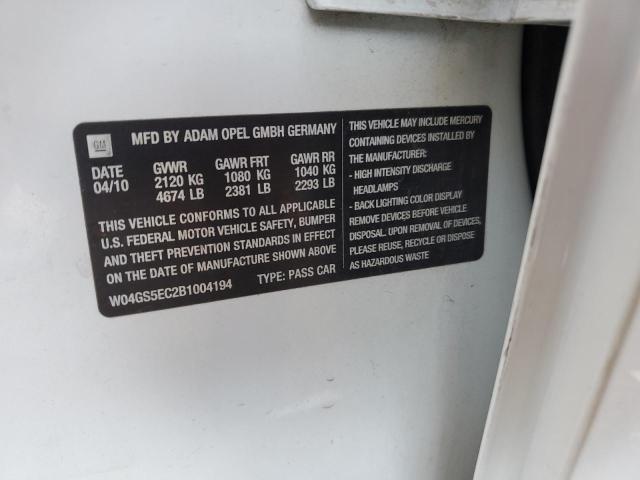 GM
MFD BY ADAM OPEL GMBH GERMANY
DATE GVWR GAWR FRT GAWR RR
04/10 2120 KG 1080 KG 1040 KG
4674 LB 2381 LB 2293 LB
THIS VEHICLE CONFORMS TO ALL APPLICABLE
U.S. FEDERAL MOTOR VEHICLE SAFETY, BUMPER
AND THEFT PREVENTION STANDARDS IN EFFECT
ON THE DATE OF MANUFACTURE SHOWN ABOVE
W04GS5EC2B1004194 TYPE: PASS CAR
THIS VEHICLE MAY INCLUDE MERCURY
CONTAINING DEVICES INSTALLED BY
THE MANUFACTURER:
- HIGH INTENSITY DISCHARGE
HEADLAMPS
- BACK LIGHTING COLOR DISPLAY
REMOVE DEVICES BEFORE VEHICLE
DISPOSAL. UPON REMOVAL OF DEVICES,
PLEASE REUSE, RECYCLE OR DISPOSE
AS HAZARDOUS WASTE